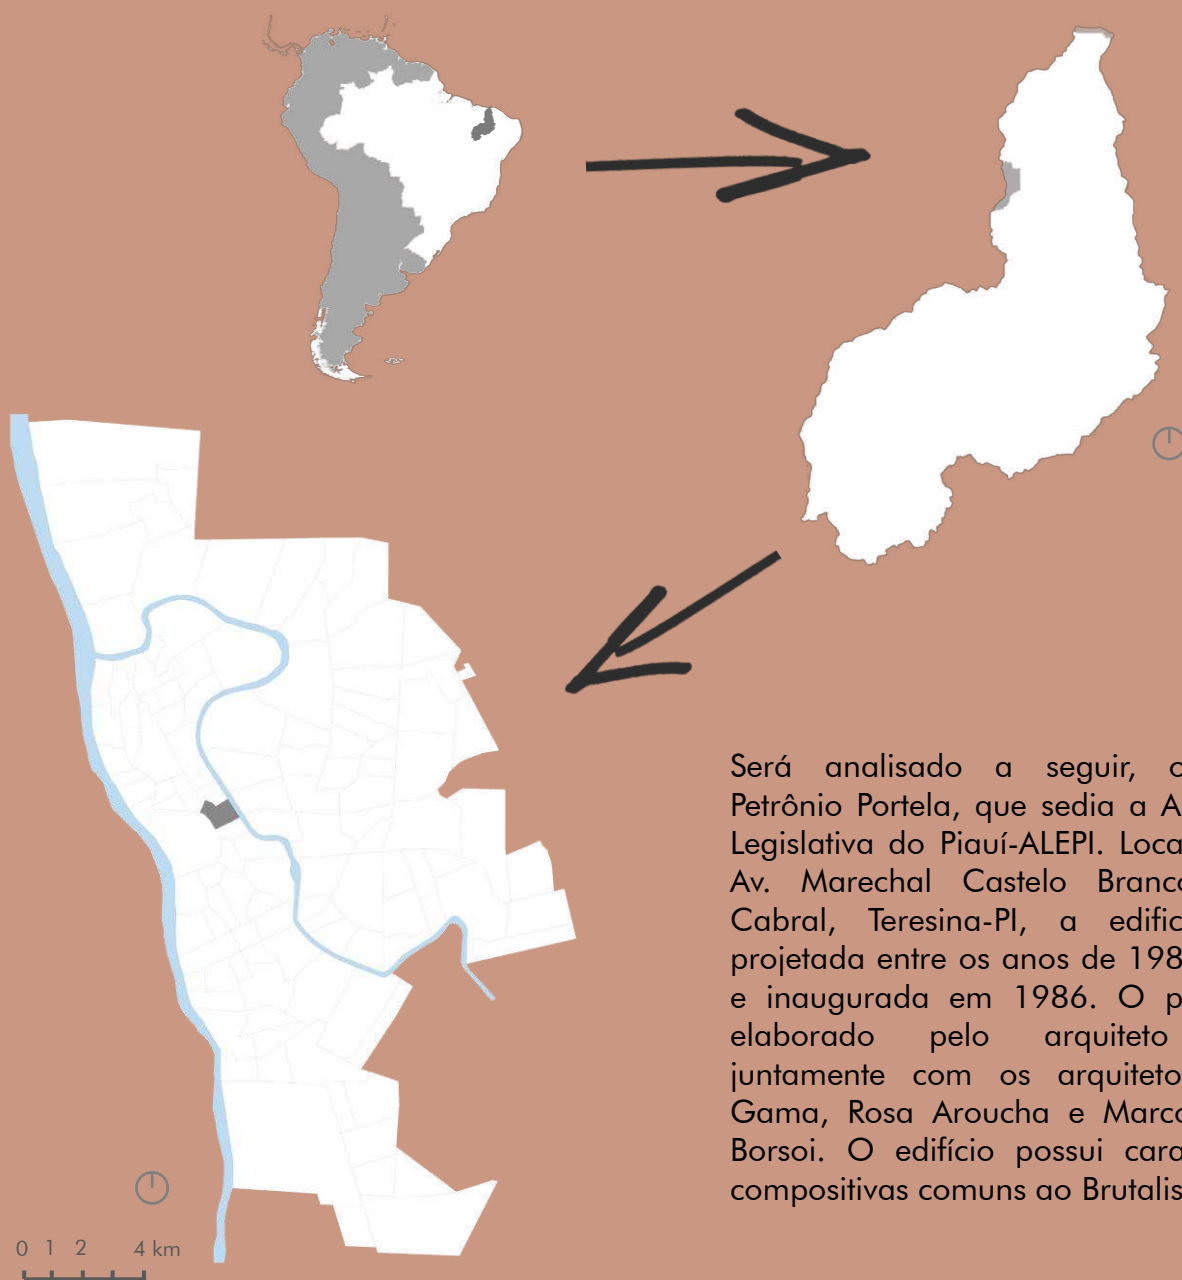 Será analisado a seguir, o
Petrônio Portela, que sedia a A
Legislativa do Piauí-ALEPI. Loca
Av. Marechal Castelo Branco
Cabral, Teresina-PI, a edific
projetada entre os anos de 198
e inaugurada em 1986. O p
elaborado pelo arquiteto
juntamente com os arquiteto
Gama, Rosa Aroucha e Marco
Borsoi. O edifício possui cara
compositivas comuns ao Brutalis
0 1 2 4 km